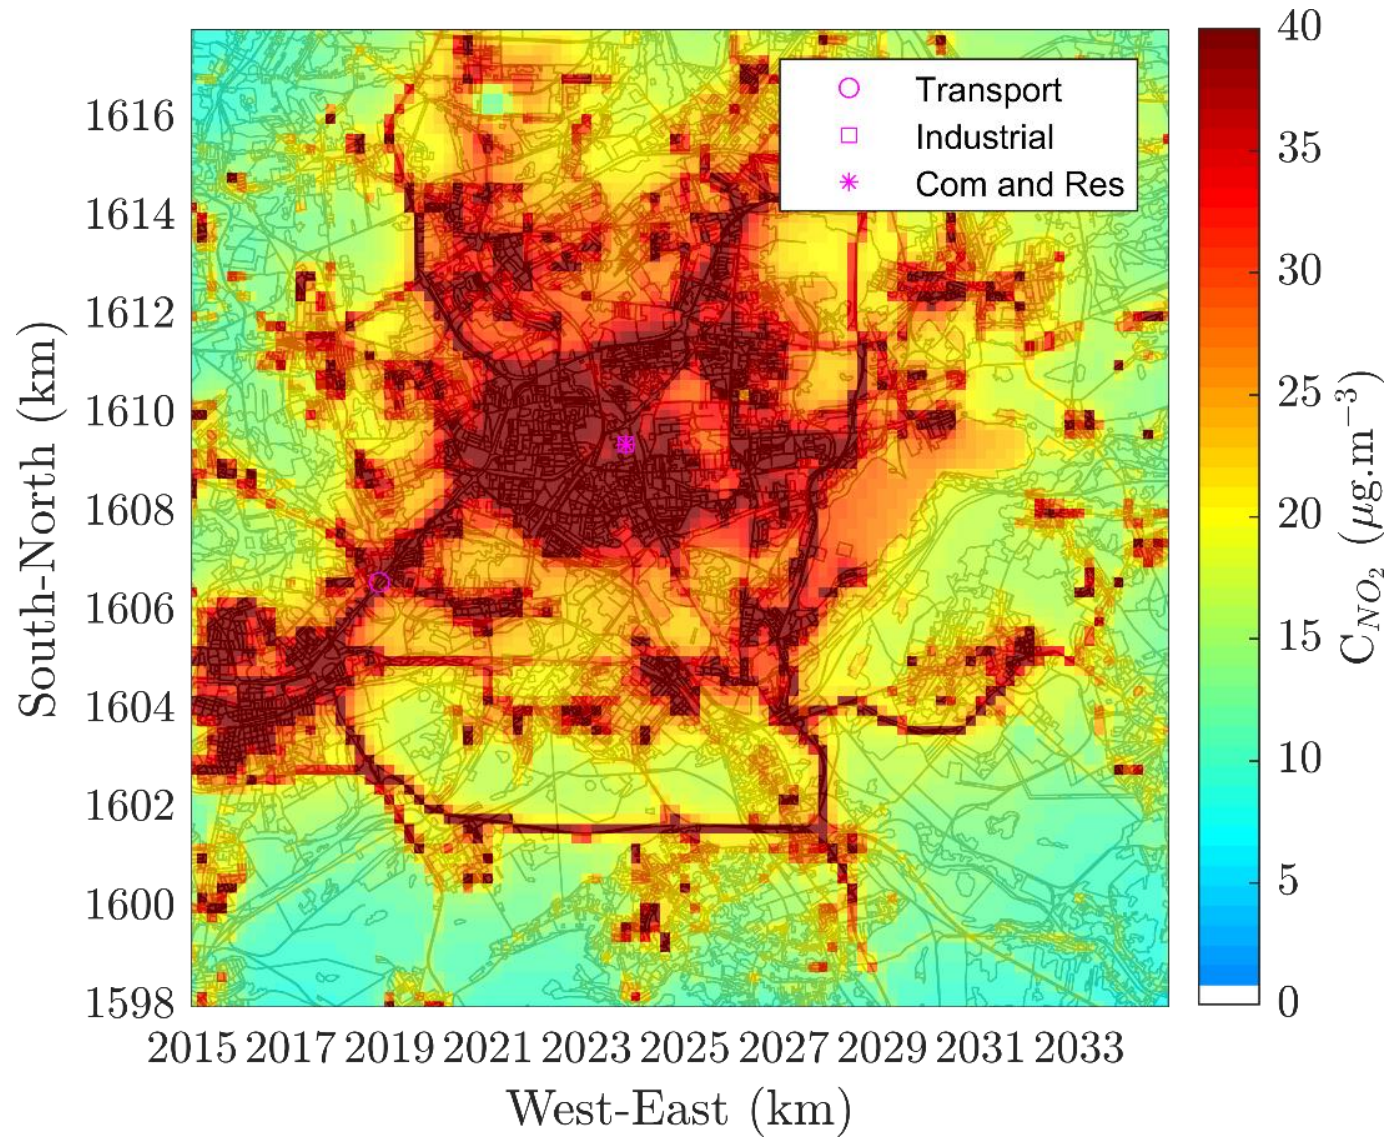 Transport
Industrial
Com and Res
1616
1614
1612
1610
1608
1606
1604
1602
1600
1598
South-North (km)
2015 2017 2019 2021 2023 2025 2027 2029 2031 2033
West-East (km)
40
35
30
25
20
15
10
5
0
C_{NO_2} (μg.m^{-3})